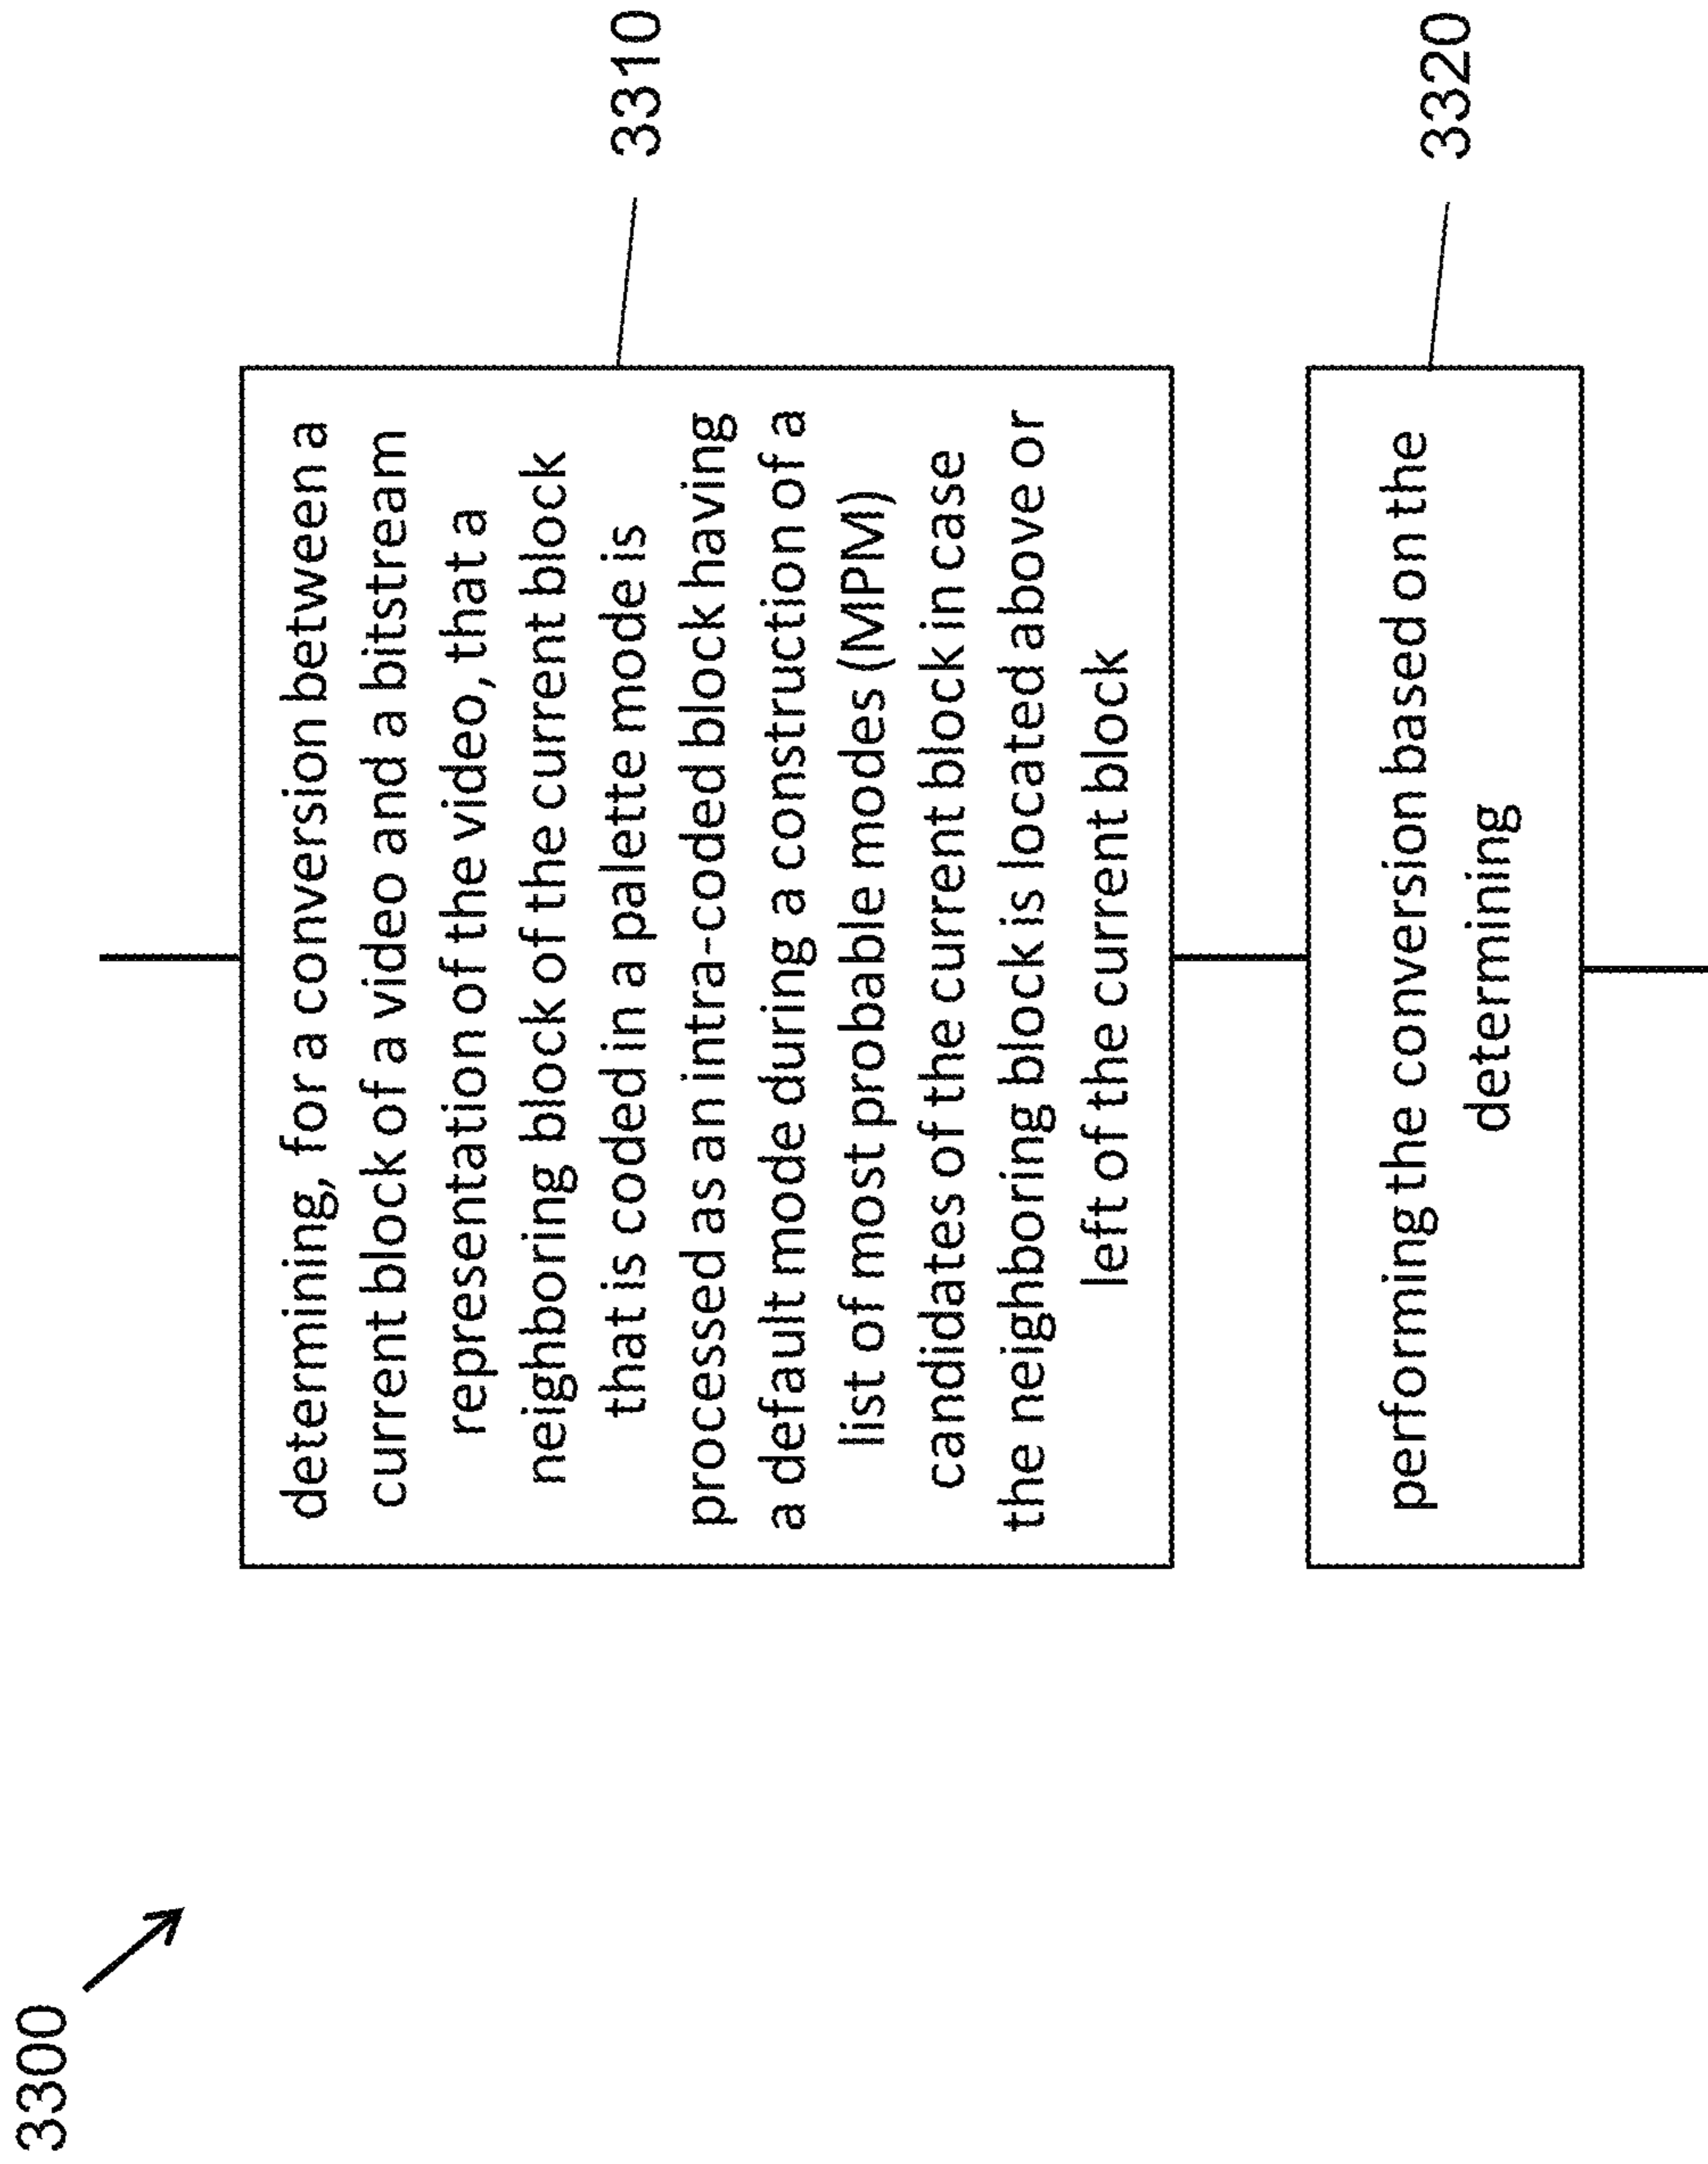 3300
determining, for a conversion between a
current block of a video and a bitstream
representation of the video, that a
neighboring block of the current block
that is coded in a palette mode is
processed as an intra-coded block having
a default mode during a construction of a
list of most probable modes (MPM)
candidates of the current block in case
the neighboring block is located above or
left of the current block
3310
performing the conversion based on the
determining
3320